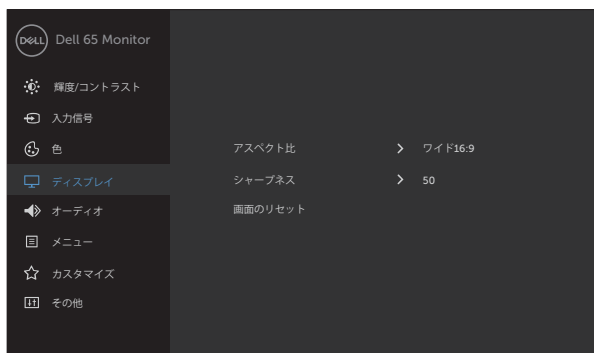 DELL Dell 65 Monitor
輝度/コントラスト
入力信号
色
アスペクト比 ワイド16:9
ディスプレイ
シャープネス 50
オーディオ
画面のリセット
メニュー
カスタマイズ
その他